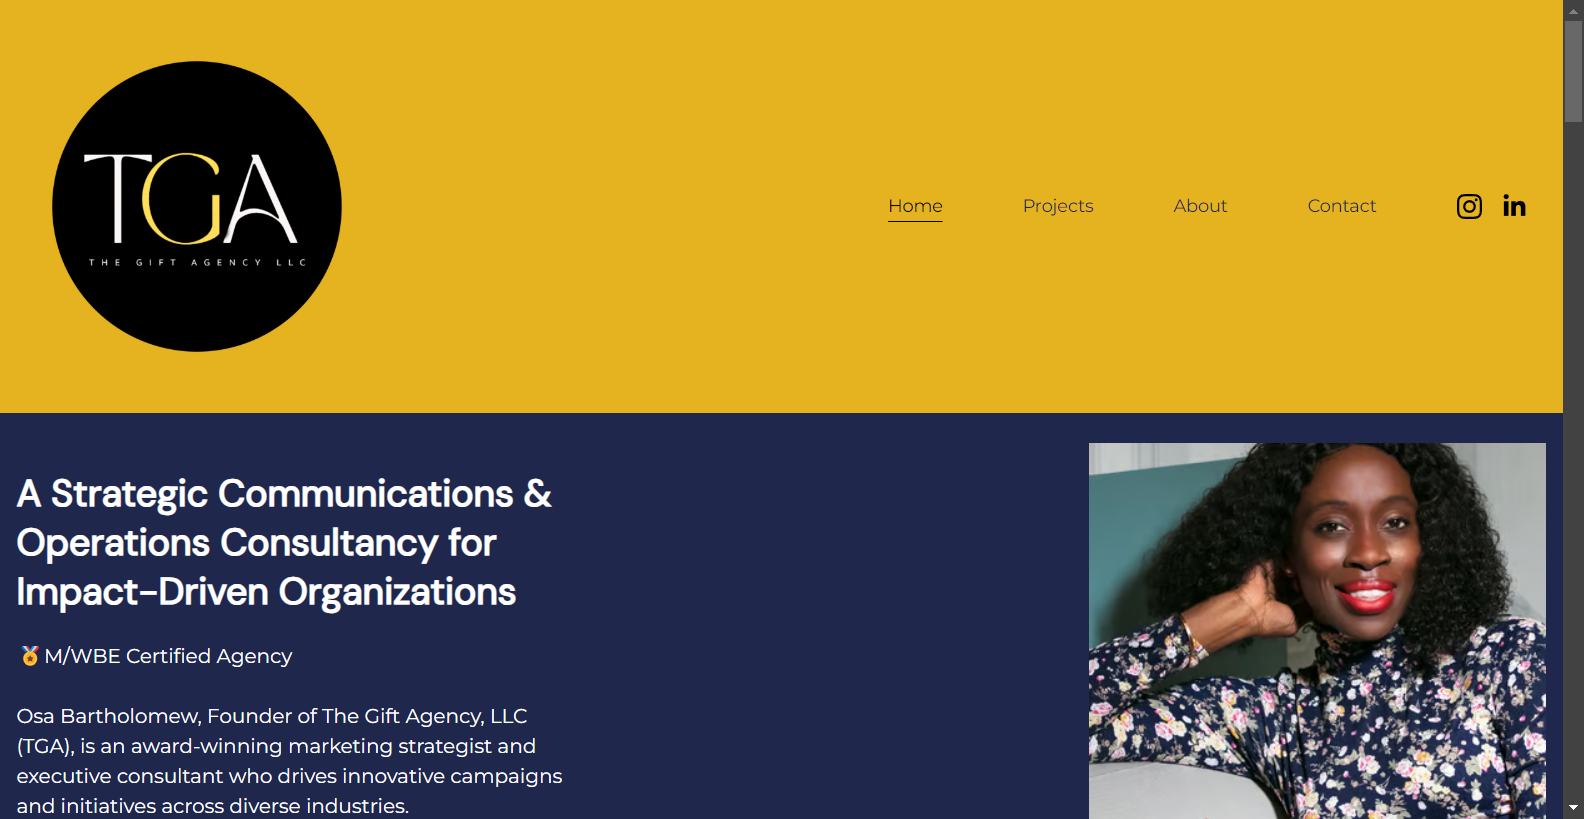 TGA
THE GIFT AGENCY LLC
Home
Projects
About
Contact
in
A Strategic Communications &
Operations Consultancy for
Impact-Driven Organizations
🏅M/WBE Certified Agency
Osa Bartholomew, Founder of The Gift Agency, LLC
(TGA), is an award-winning marketing strategist and
executive consultant who drives innovative campaigns
and initiatives across diverse industries.